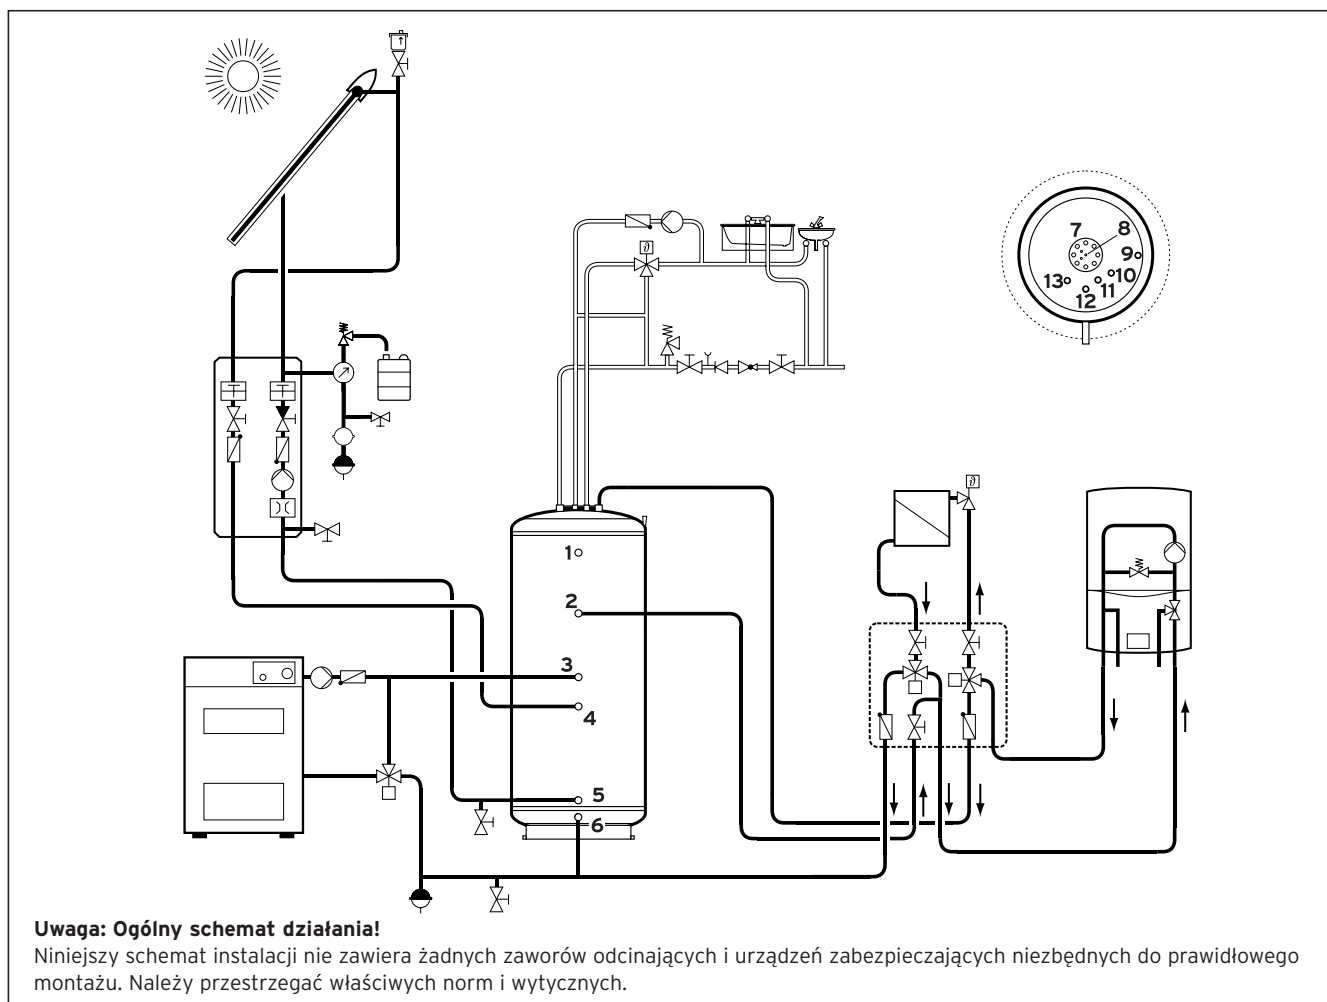 ϑ
7
8
9
10
11
12
13
ϑ
1
2
3
4
5
6
Uwaga: Ogólny schemat działania!
Niniejszy schemat instalacji nie zawiera żadnych zaworów odcinających i urządzeń zabezpieczających niezbędnych do prawidłowego
montażu. Należy przestrzegać właściwych norm i wytycznych.